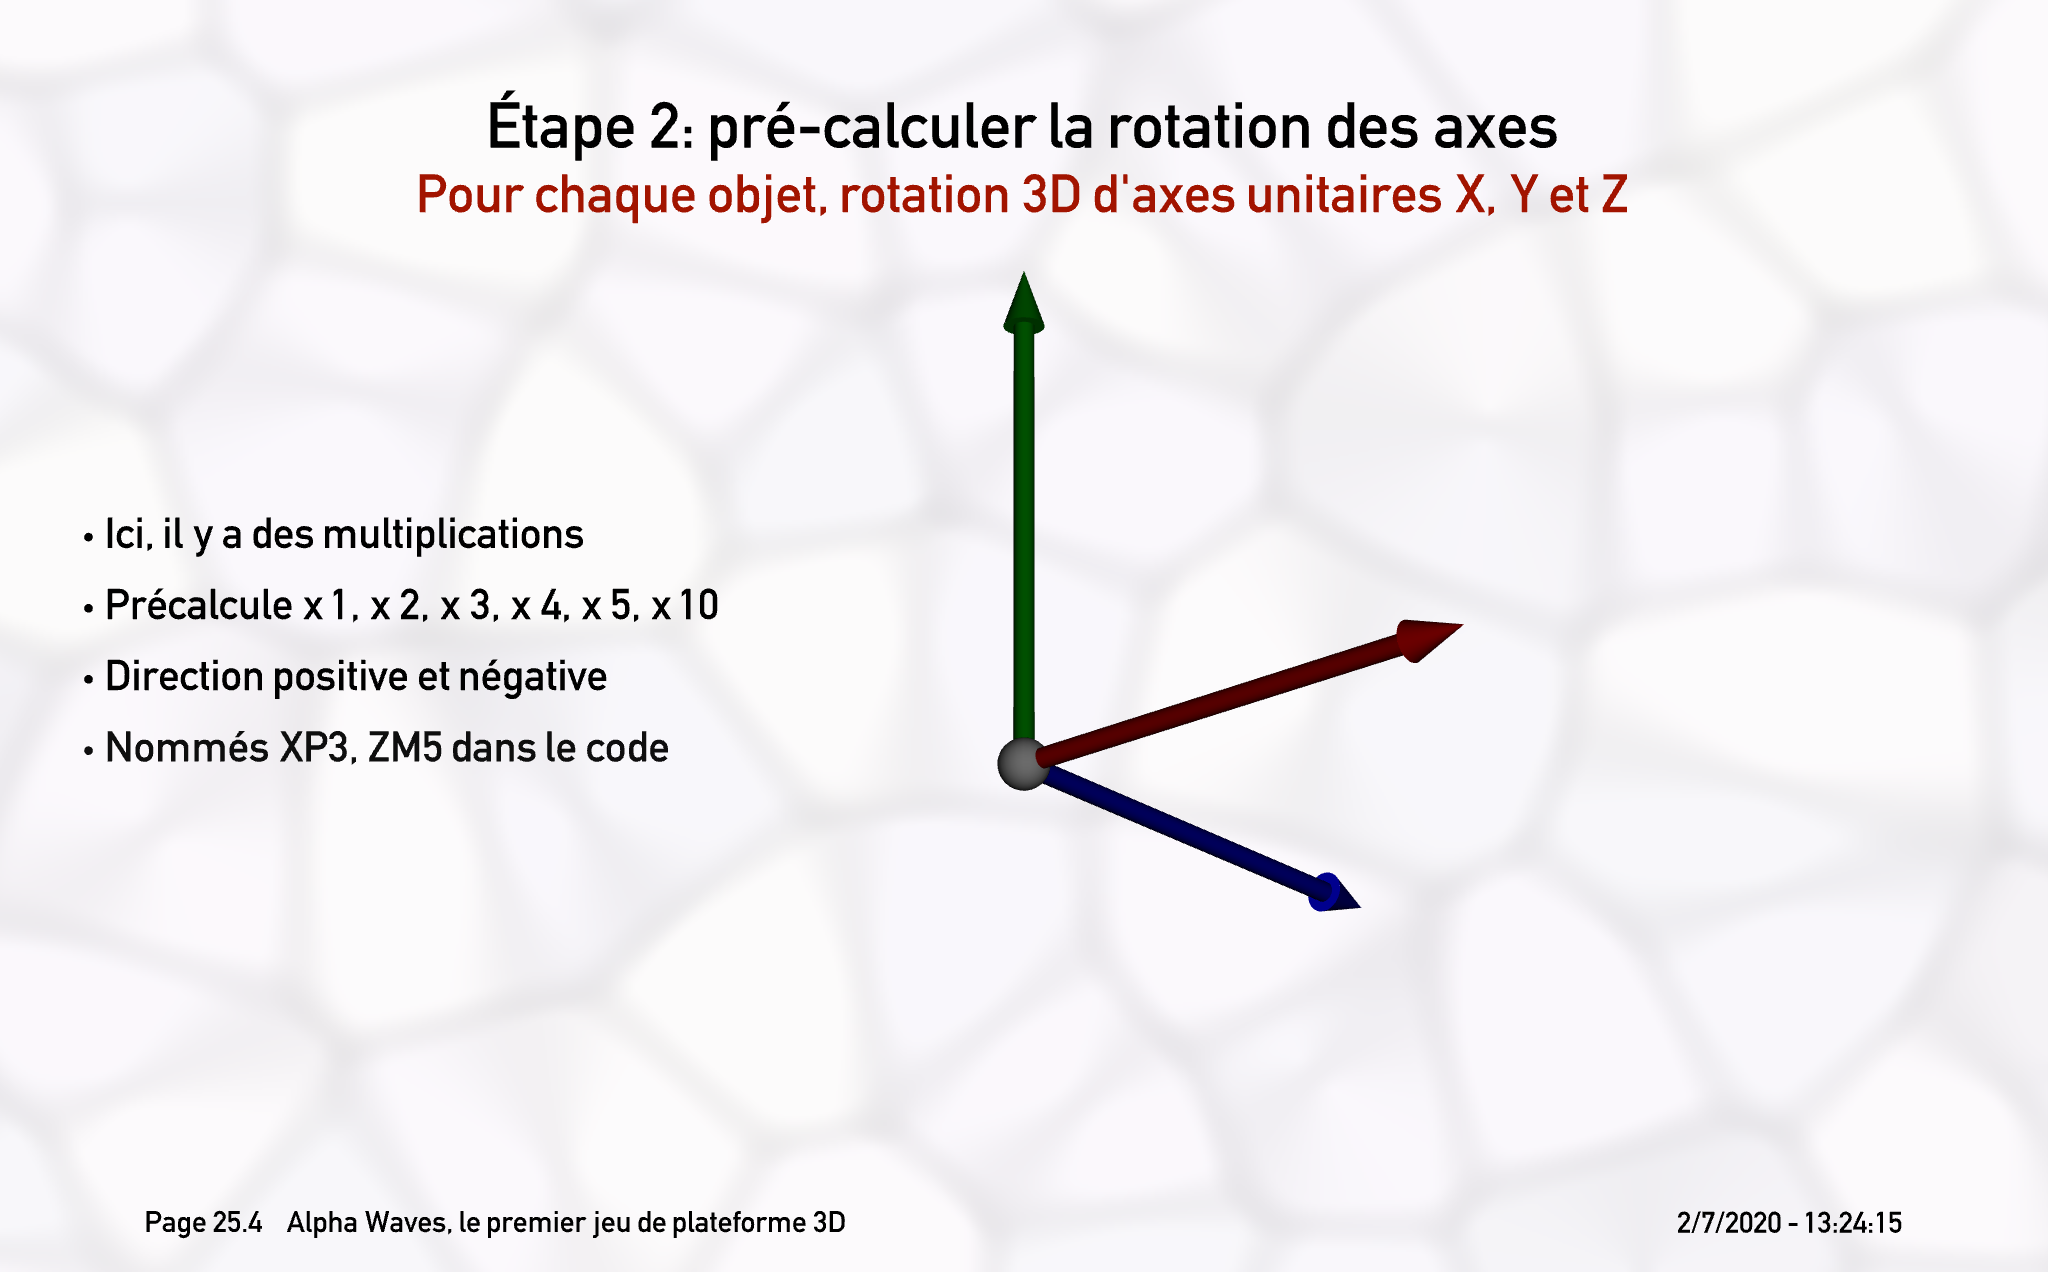 Étape 2: pré-calculer la rotation des axes
Pour chaque objet, rotation 3D d'axes unitaires X, Y et Z
• Ici, il y a des multiplications
• Précalcule x 1, x 2, x 3, x 4, x 5, x 10
• Direction positive et négative
• Nommés XP3, ZM5 dans le code
Page 25.4 Alpha Waves, le premier jeu de plateforme 3D
2/7/2020 - 13:24:15